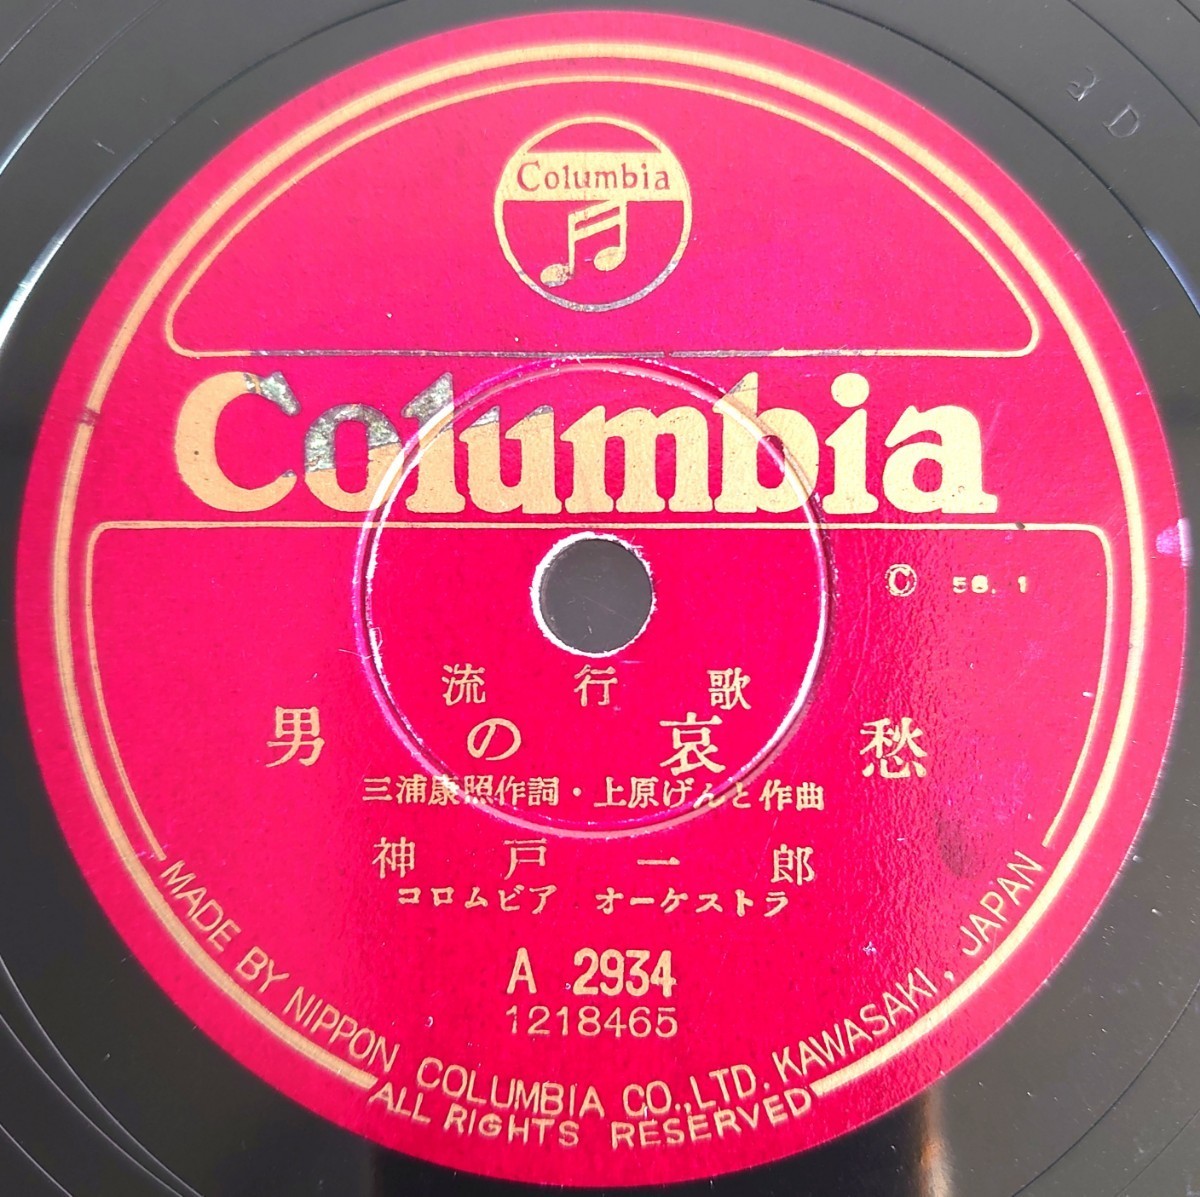 Columbia
Columbia
Ⓒ 58. 1
流行歌
男の哀愁
三浦康照作詞・上原げんと作曲
神戸一郎
コロムビア オーケストラ
A 2934
1218465
MADE BY NIPPON COLUMBIA CO., LTD. KAWASAKI, JAPAN
ALL RIGHTS RESERVED